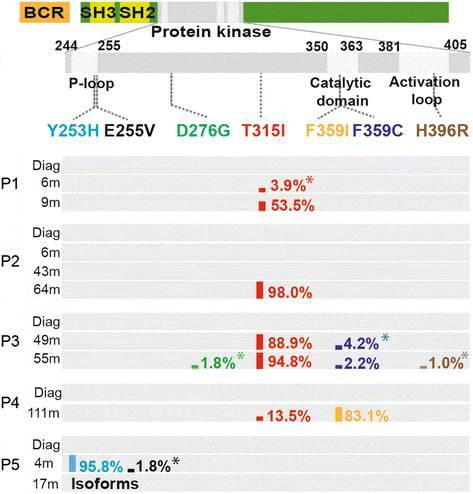 BCR SH3 SH2
Protein kinase
244 255 350 363 381 405
P-loop Catalytic domain Activation loop
Y253H E255V D276G T315I F359I F359C H396R
P1
Diag
6m 3.9%*
9m 53.5%
P2
Diag
6m
43m
64m 98.0%
P3
Diag
49m 88.9% 4.2%*
55m 1.8%* 94.8% 2.2% 1.0%*
P4
Diag
111m 13.5% 83.1%
P5
Diag
4m 95.8% 1.8%*
17m Isoforms